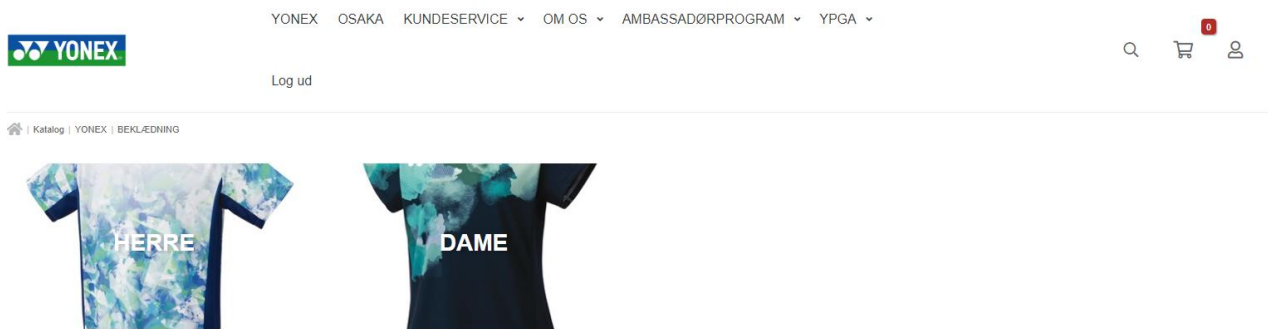 YONEX OSAKA KUNDESERVICE OM OS AMBASSADØRPROGRAM YPGA
0
YONEX
Log ud
| Katalog | YONEX | BEKLÆDNING
HERRE
DAME